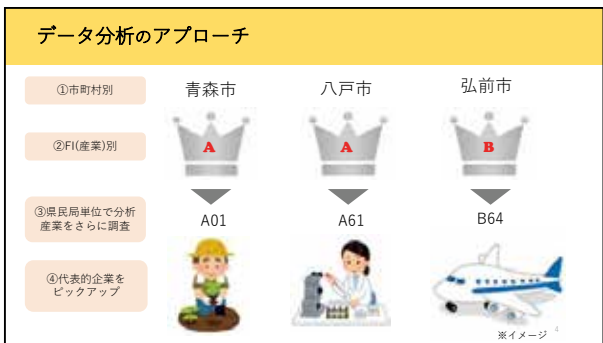 データ分析のアプローチ
①市町村別
青森市
八戸市
弘前市
②FI(産業)別
A
A
B
③県民局単位で分析
産業をさらに調査
A01
A61
B64
④代表的企業を
ピックアップ
※イメージ
4